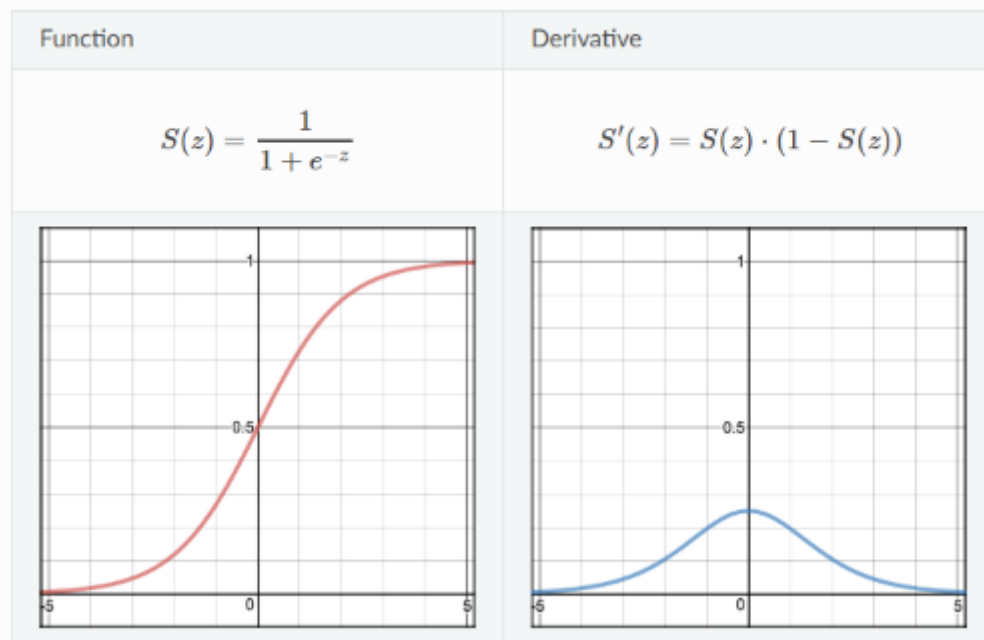 Function
Derivative
S(z) = 1 / (1 + e^{-z})
S'(z) = S(z) · (1 − S(z))
1
0.5
-5 0 5
1
0.5
-5 0 5